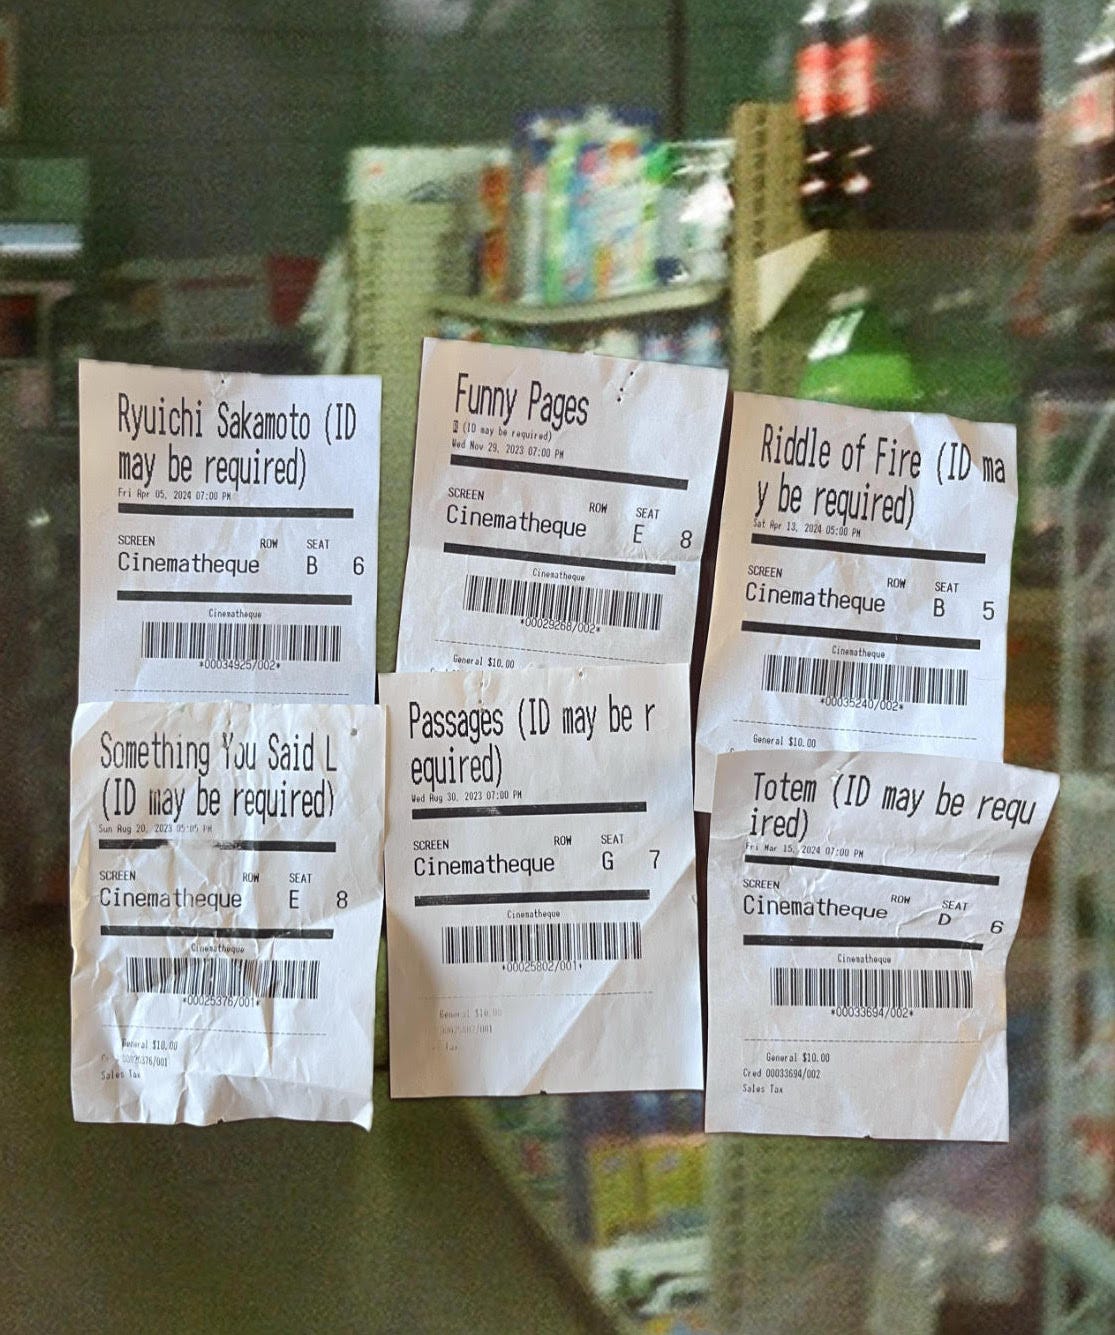 Ryuichi Sakamoto (ID
may be required)
Fri Apr 05, 2024 07:00 PM
SCREEN ROW SEAT
Cinematheque B 6
Cinematheque
*00034925/002*
Funny Pages
(ID may be required)
Wed Nov 29, 2023 07:00 PM
SCREEN ROW SEAT
Cinematheque E 8
Cinematheque
*00029268/002*
General $10.00
Riddle of Fire (ID ma
y be required)
Sat Apr 13, 2024 05:00 PM
SCREEN ROW SEAT
Cinematheque B 5
Cinematheque
*00035240/002*
General $10.00
Something You Said L
(ID may be required)
Sun Aug 20, 2023 PM
SCREEN ROW SEAT
Cinematheque E 8
Cinematheque
*00025376/001*
General $10.00
Sales Tax
Passages (ID may be r
equired)
Wed Aug 30, 2023 07:00 PM
SCREEN ROW SEAT
Cinematheque G 7
Cinematheque
*00025802/001*
General $10.00
Totem (ID may be requ
ired)
Fri Mar 15, 2024 07:00 PM
SCREEN ROW SEAT
Cinematheque D 6
Cinematheque
*00033694/002*
General $10.00
Cred 00033694/002
Sales Tax